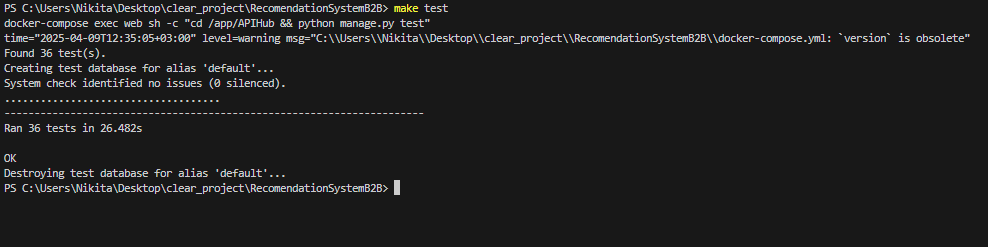 PS C:\Users\Nikita\Desktop\clear_project\RecomendationSystemB2B> make test
docker-compose exec web sh -c "cd /app/APIHub && python manage.py test"
time="2025-04-09T12:35:05+03:00" level=warning msg="C:\\Users\\Nikita\\Desktop\\clear_project\\RecomendationSystemB2B\\docker-compose.yml: `version` is obsolete"
Found 36 test(s).
Creating test database for alias 'default'...
System check identified no issues (0 silenced).
....................................
----------------------------------------------------------------------
Ran 36 tests in 26.482s
OK
Destroying test database for alias 'default'...
PS C:\Users\Nikita\Desktop\clear_project\RecomendationSystemB2B>